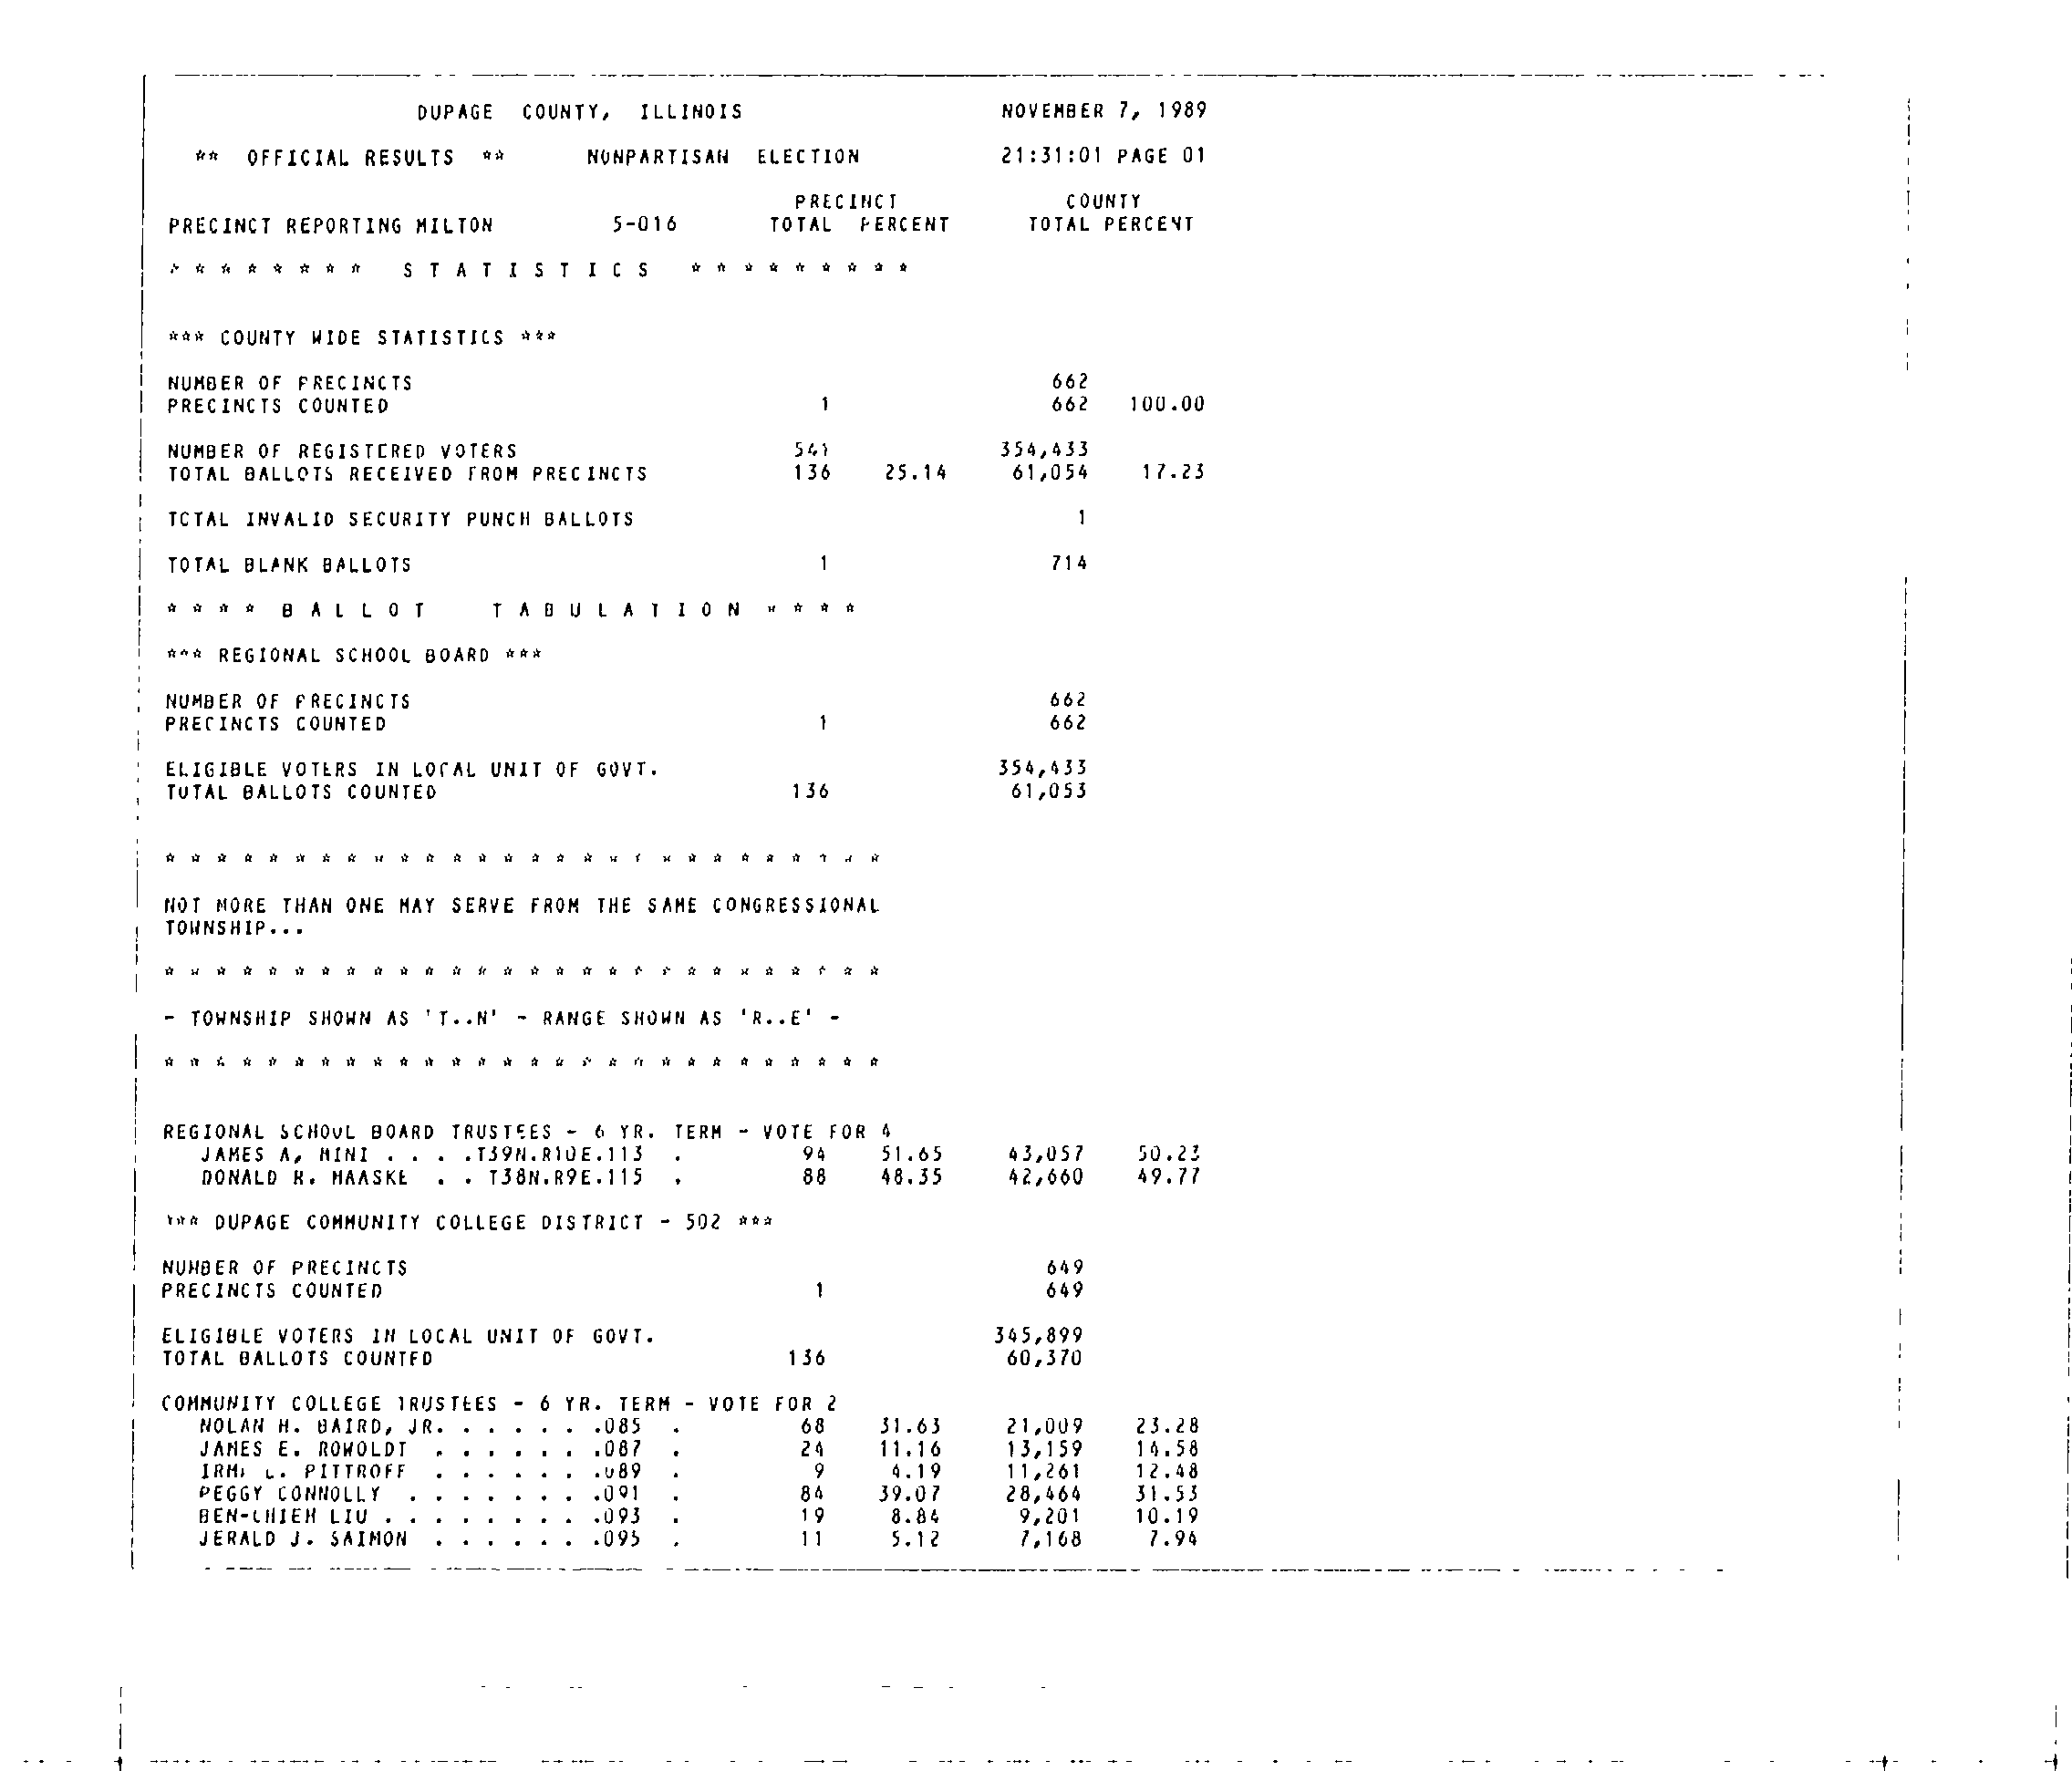 DUPAGE COUNTY, ILLINOIS NOVEMBER 7, 1989
** OFFICIAL RESULTS ** NONPARTISAN ELECTION 21:31:01 PAGE 01
PRECINCT COUNTY
PRECINCT REPORTING MILTON 5-016 TOTAL PERCENT TOTAL PERCENT
* * * * * * * * S T A T I S T I C S * * * * * * * * *
*** COUNTY WIDE STATISTICS ***
NUMBER OF PRECINCTS 662
PRECINCTS COUNTED 1 662 100.00
NUMBER OF REGISTERED VOTERS 541 354,433
TOTAL BALLOTS RECEIVED FROM PRECINCTS 136 25.14 61,054 17.23
TOTAL INVALID SECURITY PUNCH BALLOTS 1
TOTAL BLANK BALLOTS 1 714
* * * * B A L L O T T A B U L A T I O N * * * *
*** REGIONAL SCHOOL BOARD ***
NUMBER OF PRECINCTS 662
PRECINCTS COUNTED 1 662
ELIGIBLE VOTERS IN LOCAL UNIT OF GOVT. 354,433
TOTAL BALLOTS COUNTED 136 61,053
* * * * * * * * * * * * * * * * * * * * * * * * * * * *
NOT MORE THAN ONE MAY SERVE FROM THE SAME CONGRESSIONAL
TOWNSHIP...
* * * * * * * * * * * * * * * * * * * * * * * * * * * *
- TOWNSHIP SHOWN AS 'T..N' - RANGE SHOWN AS 'R..E' -
* * * * * * * * * * * * * * * * * * * * * * * * * * * *
REGIONAL SCHOOL BOARD TRUSTEES - 6 YR. TERM - VOTE FOR 4
JAMES A, MINI . . . .T39N.R10E.113 . 94 51.65 43,057 50.23
DONALD R. MAASKE . . T38N.R9E.115 . 88 48.35 42,660 49.77
*** DUPAGE COMMUNITY COLLEGE DISTRICT - 502 ***
NUMBER OF PRECINCTS 649
PRECINCTS COUNTED 1 649
ELIGIBLE VOTERS IN LOCAL UNIT OF GOVT. 345,899
TOTAL BALLOTS COUNTED 136 60,370
COMMUNITY COLLEGE TRUSTEES - 6 YR. TERM - VOTE FOR 2
NOLAN H. BAIRD, JR. . . . . . .085 . 68 31.63 21,009 23.28
JAMES E. ROWOLDT . . . . . . .087 . 24 11.16 13,159 14.58
PITTROFF . . . . . . .089 . 9 4.19 11,261 12.48
PEGGY CONNOLLY . . . . . . . .091 . 84 39.07 28,464 31.53
BEN-CHIEH LIU . . . . . . . . .093 . 19 8.84 9,201 10.19
JERALD J. SAIMON . . . . . . .095 . 11 5.12 7,168 7.94